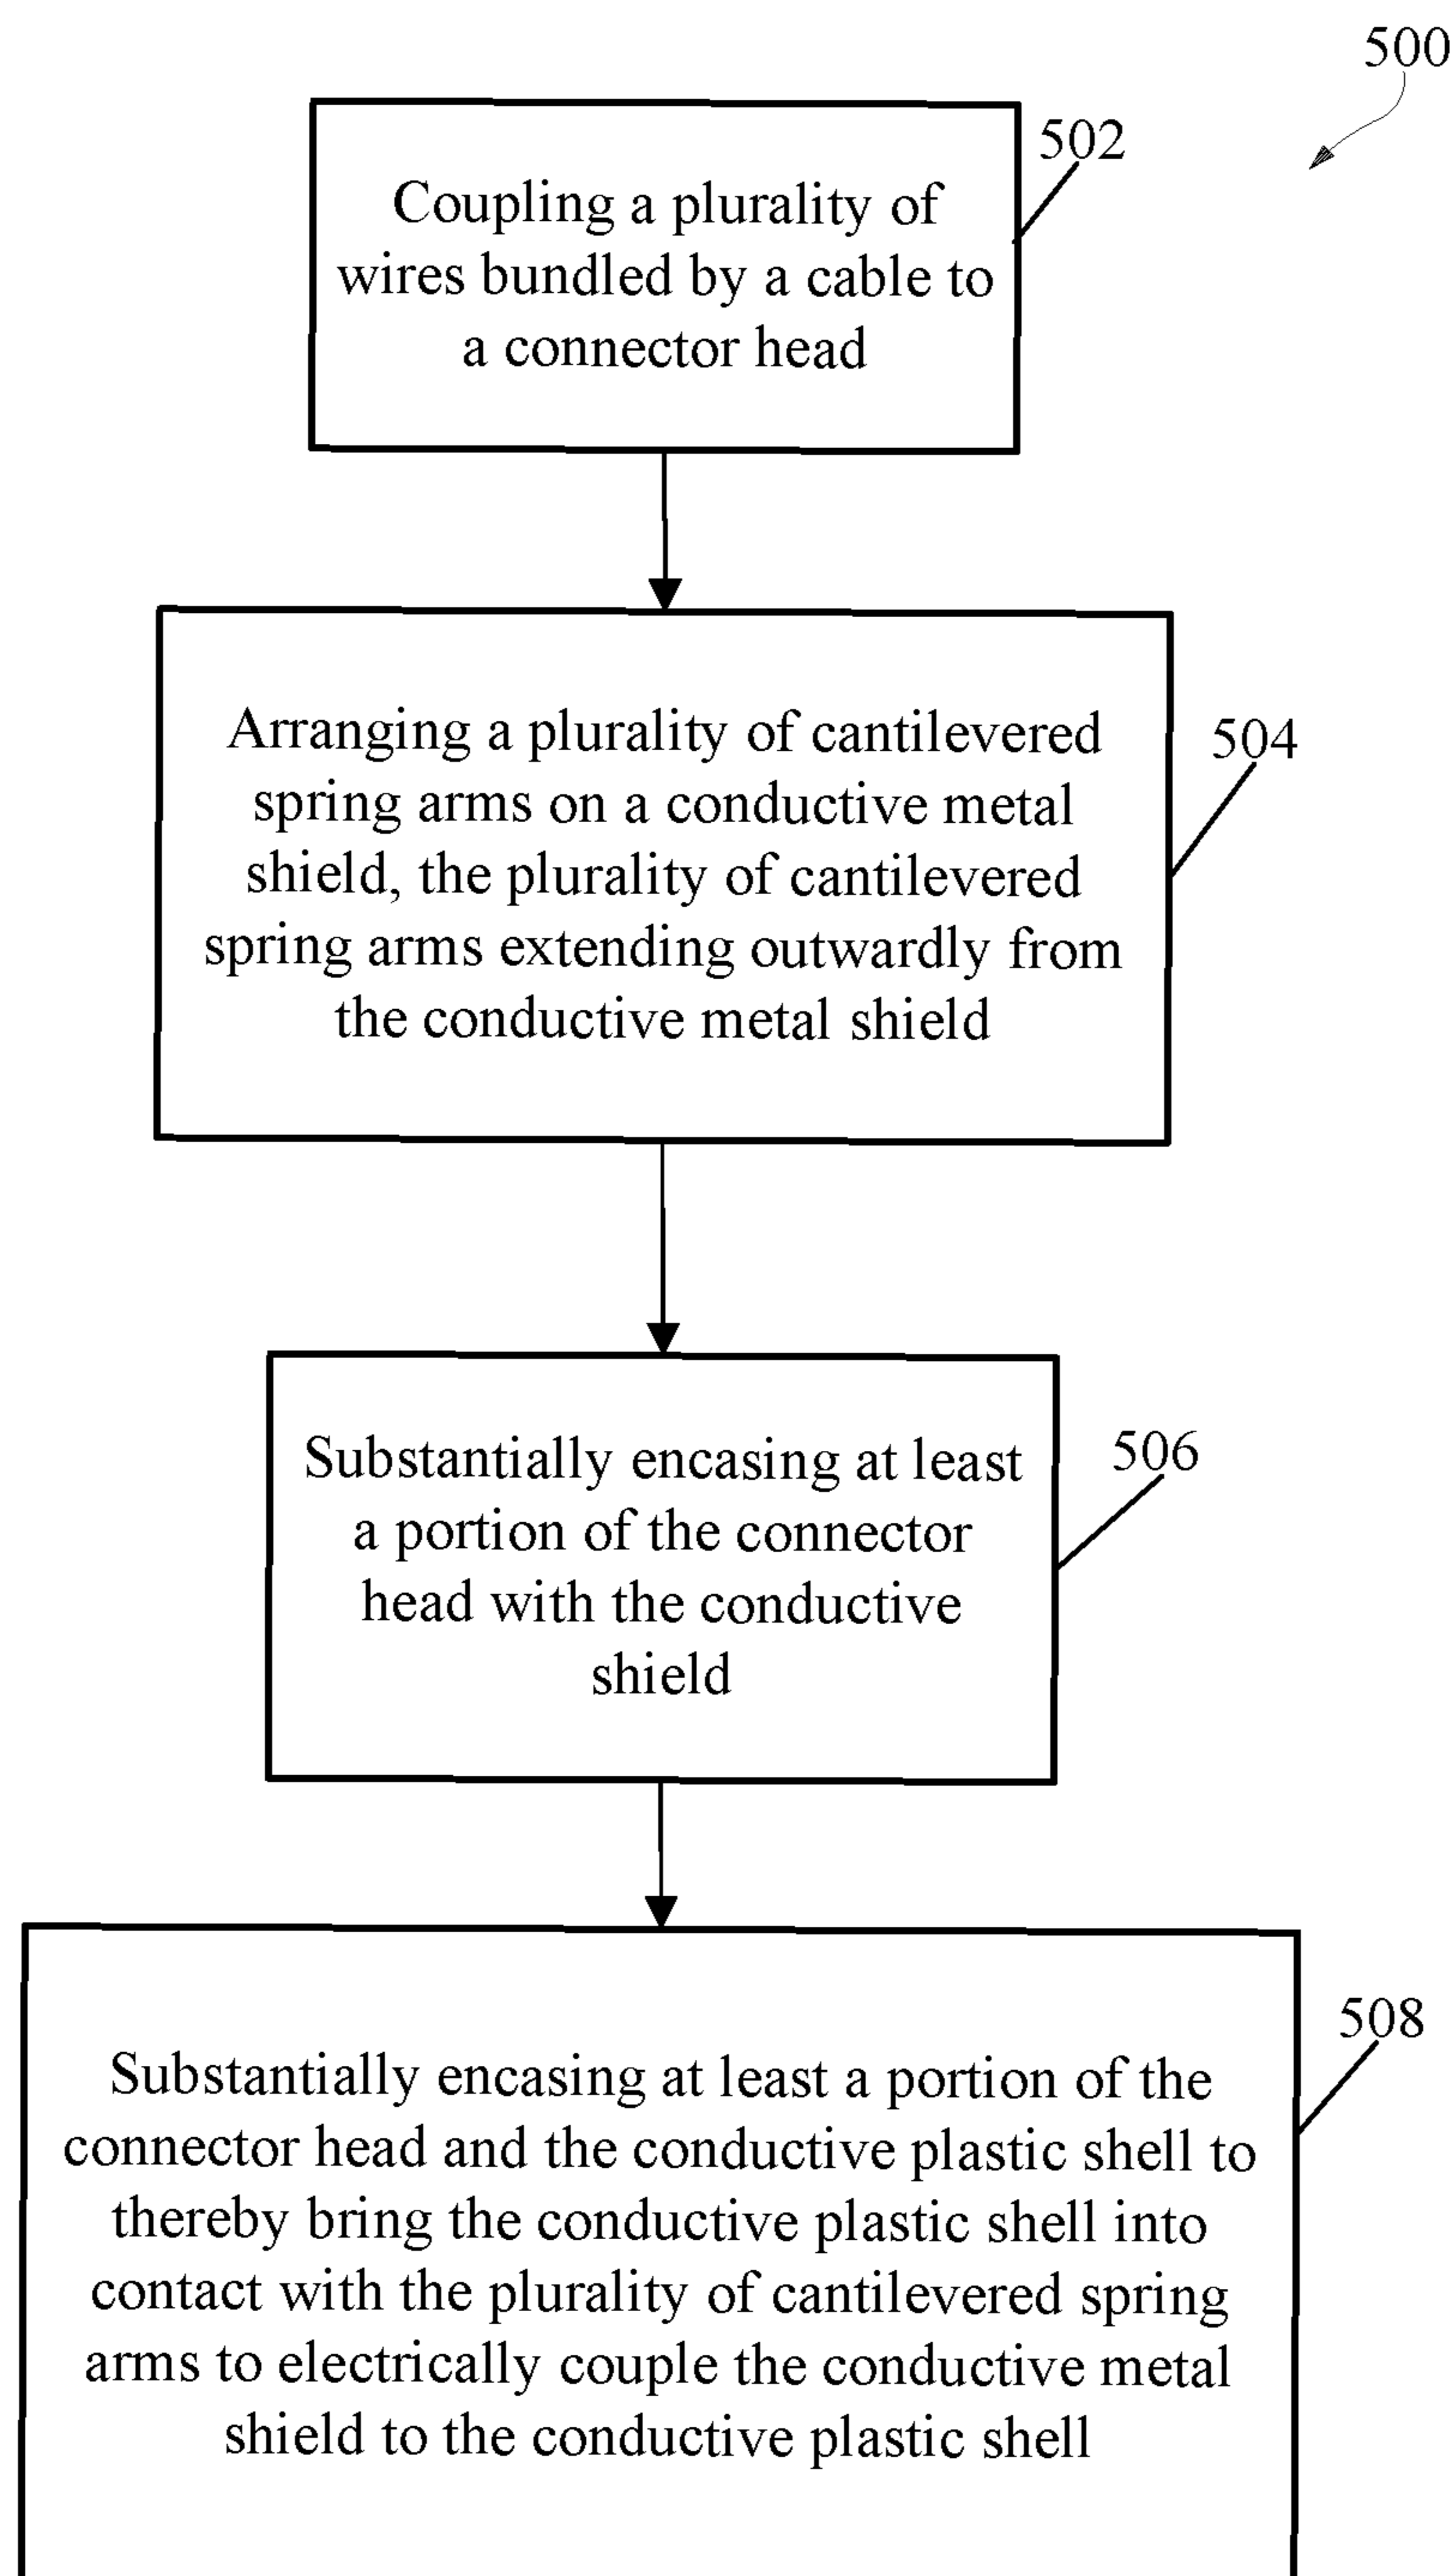 500
502
Coupling a plurality of
wires bundled by a cable to
a connector head
504
Arranging a plurality of cantilevered
spring arms on a conductive metal
shield, the plurality of cantilevered
spring arms extending outwardly from
the conductive metal shield
506
Substantially encasing at least
a portion of the connector
head with the conductive
shield
508
Substantially encasing at least a portion of the
connector head and the conductive plastic shell to
thereby bring the conductive plastic shell into
contact with the plurality of cantilevered spring
arms to electrically couple the conductive metal
shield to the conductive plastic shell